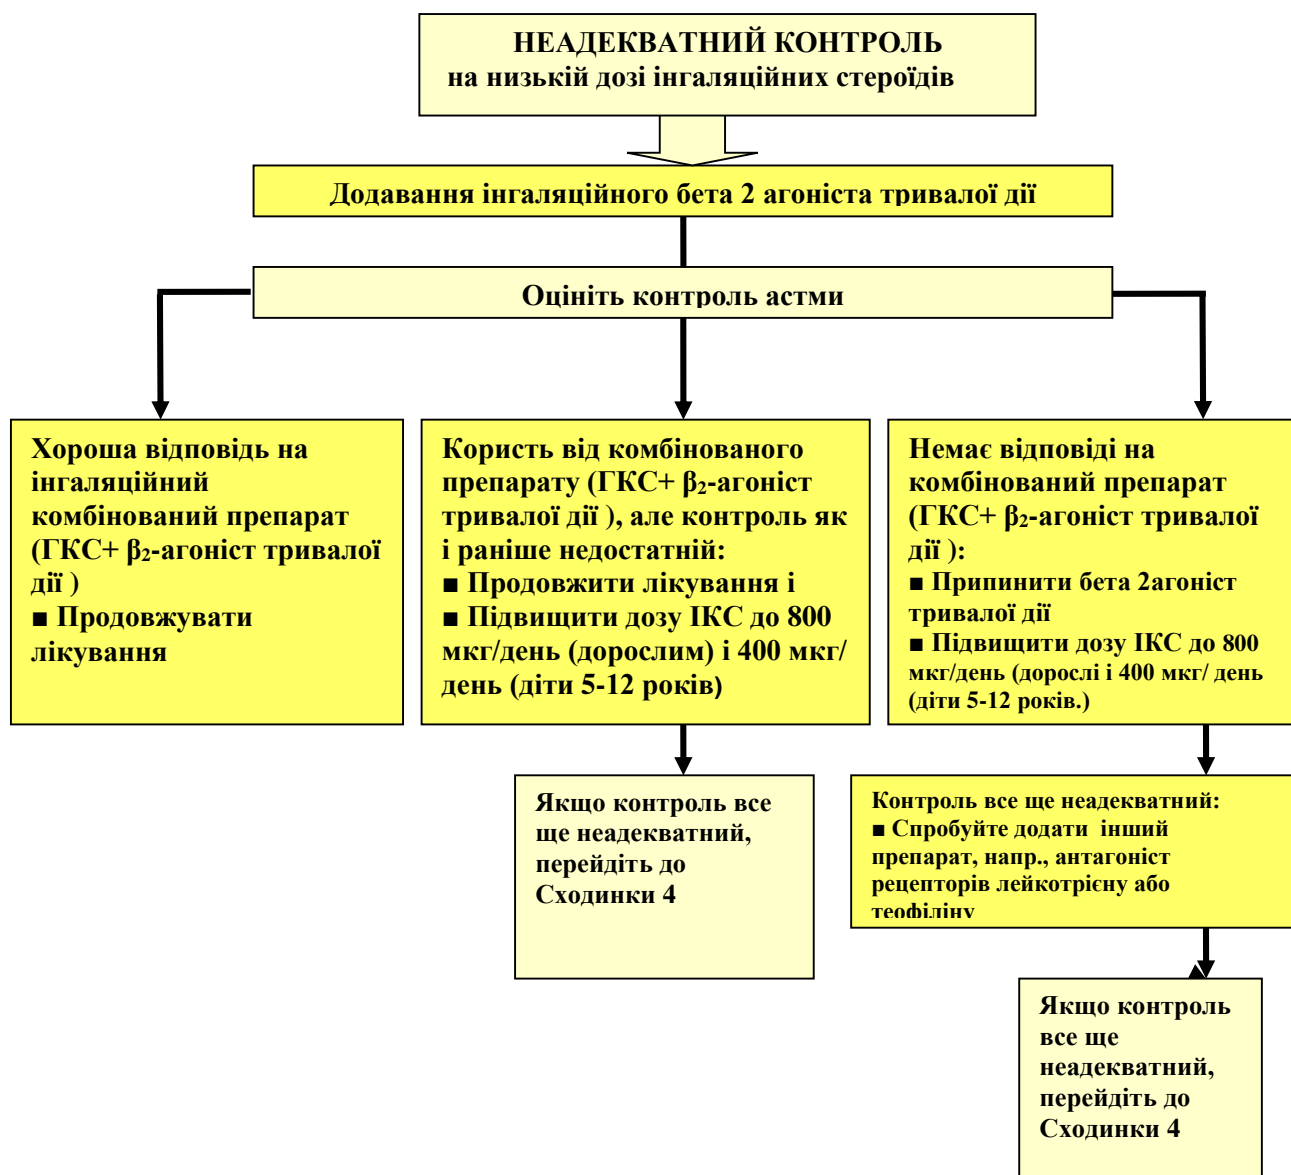 НЕАДЕКВАТНИЙ КОНТРОЛЬ
на низькій дозі інгаляційних стероїдів
Додавання інгаляційного бета 2 агоніста тривалої дії
Оцініть контроль астми
Хороша відповідь на
інгаляційний
комбінований препарат
(ГКС+ β₂-агоніст тривалої
дії )
■ Продовжувати
лікування
Користь від комбінованого
препарату (ГКС+ β₂-агоніст
тривалої дії ), але контроль як
і раніше недостатній:
■ Продовжити лікування і
■ Підвищити дозу ІКС до 800
мкг/день (дорослим) і 400 мкг/
день (діти 5-12 років)
Немає відповіді на
комбінований препарат
(ГКС+ β₂-агоніст тривалої
дії ):
■ Припинити бета 2агоніст
тривалої дії
■ Підвищити дозу ІКС до 800
мкг/день (дорослі і 400 мкг/ день
(діти 5-12 років.)
Якщо контроль все
ще неадекватний,
перейдіть до
Сходинки 4
Контроль все ще неадекватний:
■ Спробуйте додати інший
препарат, напр., антагоніст
рецепторів лейкотрієну або
теофіліну
Якщо контроль
все ще
неадекватний,
перейдіть до
Сходинки 4